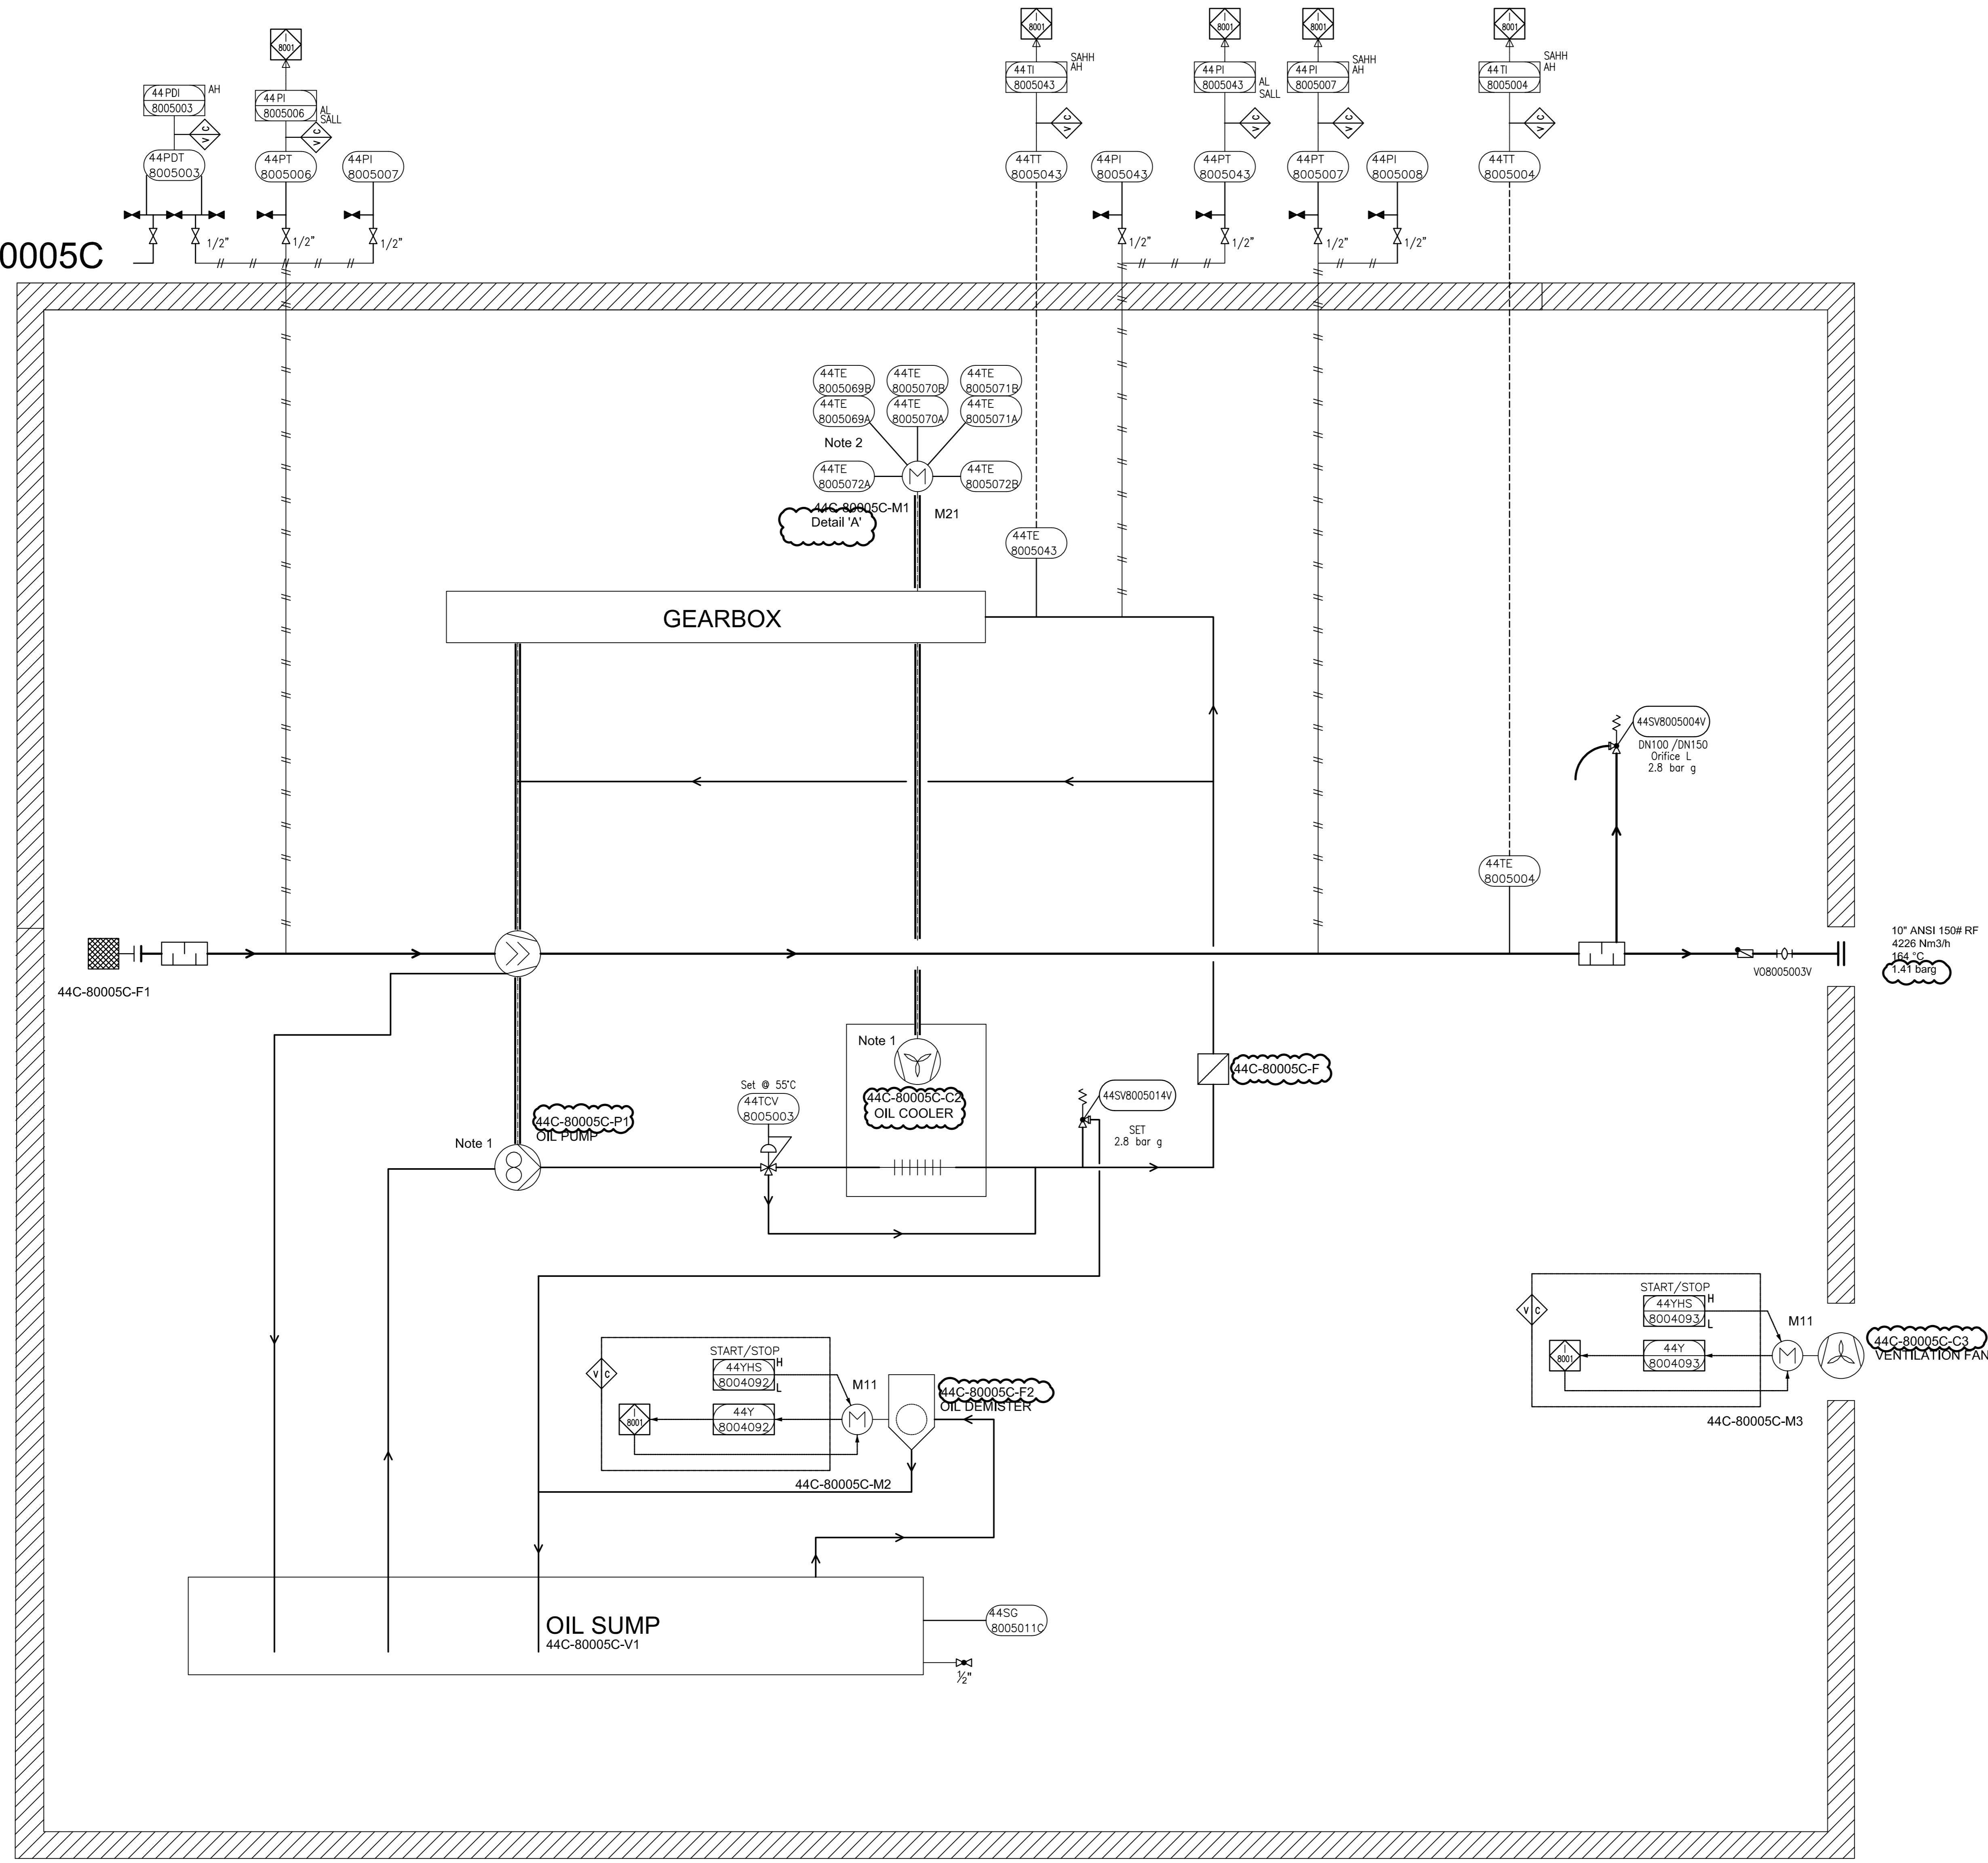 I
8001
I
8001
I
8001
I
8001
I
8001
44 PDI
8005003
AH
44 PI
8005006
AL
SALL
44 TI
8005043
SAHH
AH
44 PI
8005043
AL
SALL
44 PI
8005007
SAHH
AH
44 TI
8005004
SAHH
AH
V C
V C
V C
V C
V C
V C
44PDT
8005003
44PT
8005006
44PI
8005007
44TT
8005043
44PI
8005043
44PT
8005043
44PT
8005007
44PI
8005008
44TT
8005004
1/2"
1/2"
1/2"
1/2"
1/2"
1/2"
1/2"
0005C
44TE
8005069B
44TE
8005070B
44TE
8005071B
44TE
8005069A
44TE
8005070A
44TE
8005071A
Note 2
44TE
8005072A
M
44TE
8005072B
44C-80005C-M1
Detail 'A'
M21
44TE
8005043
GEARBOX
44SV8005004V
DN100 /DN150
Orifice L
2.8 bar g
44TE
8005004
44C-80005C-F1
VO8005003V
10" ANSI 150# RF
4226 Nm3/h
164 °C
1.41 barg
Note 1
44C-80005C-C2
OIL COOLER
44C-80005C-F
Set @ 55°C
44TCV
8005003
44SV8005014V
SET
2.8 bar g
44C-80005C-P1
OIL PUMP
Note 1
START/STOP
44YHS
8004092
H
L
M11
V C
I
8001
44Y
8004092
M
44C-80005C-F2
OIL DEMISTER
44C-80005C-M2
START/STOP
44YHS
8004093
H
L
M11
V C
I
8001
44Y
8004093
M
44C-80005C-C3
VENTILATION FAN
44C-80005C-M3
OIL SUMP
44C-80005C-V1
44SG
8005011C
½"